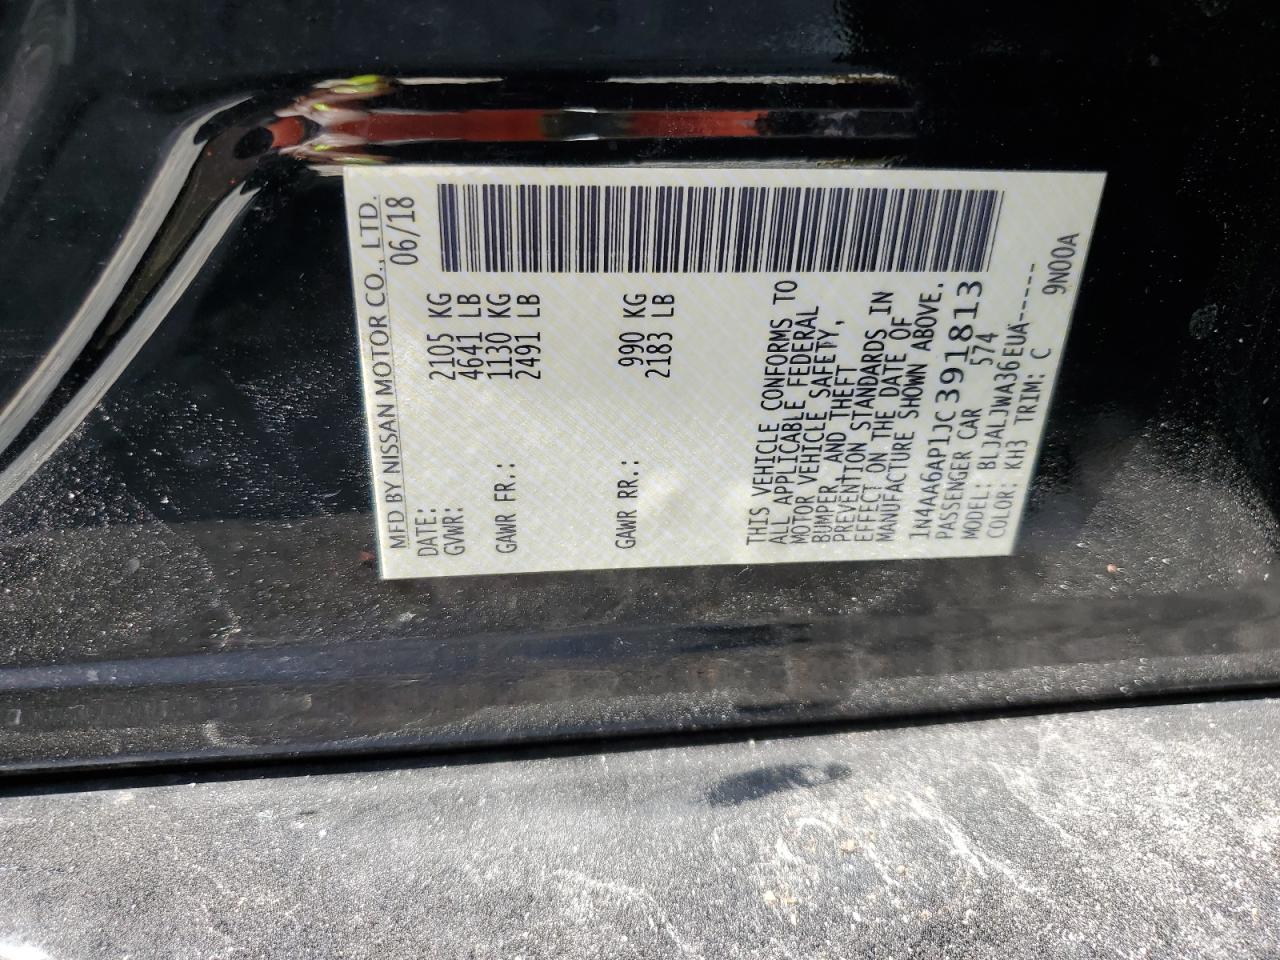 MFD BY NISSAN MOTOR CO., LTD.
DATE: 06/18
GVWR: 2105 KG
4641 LB
GAWR FR.: 1130 KG
2491 LB
GAWR RR.: 990 KG
2183 LB
THIS VEHICLE CONFORMS TO
ALL APPLICABLE FEDERAL
MOTOR VEHICLE SAFETY,
BUMPER, AND THEFT
PREVENTION STANDARDS IN
EFFECT ON THE DATE OF
MANUFACTURE SHOWN ABOVE.
1N4AA6AP1JC391813
PASSENGER CAR 574
MODEL: BLJALJWA36EUA------
COLOR: KH3 TRIM: C 9N00A